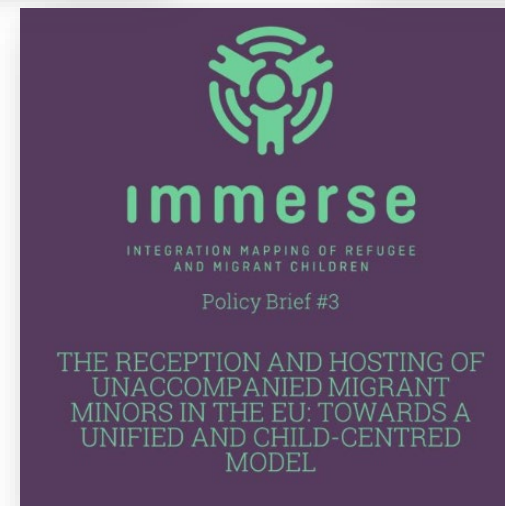 immerse
INTEGRATION MAPPING OF REFUGEE
AND MIGRANT CHILDREN
Policy Brief #3
THE RECEPTION AND HOSTING OF
UNACCOMPANIED MIGRANT
MINORS IN THE EU: TOWARDS A
UNIFIED AND CHILD-CENTRED
MODEL